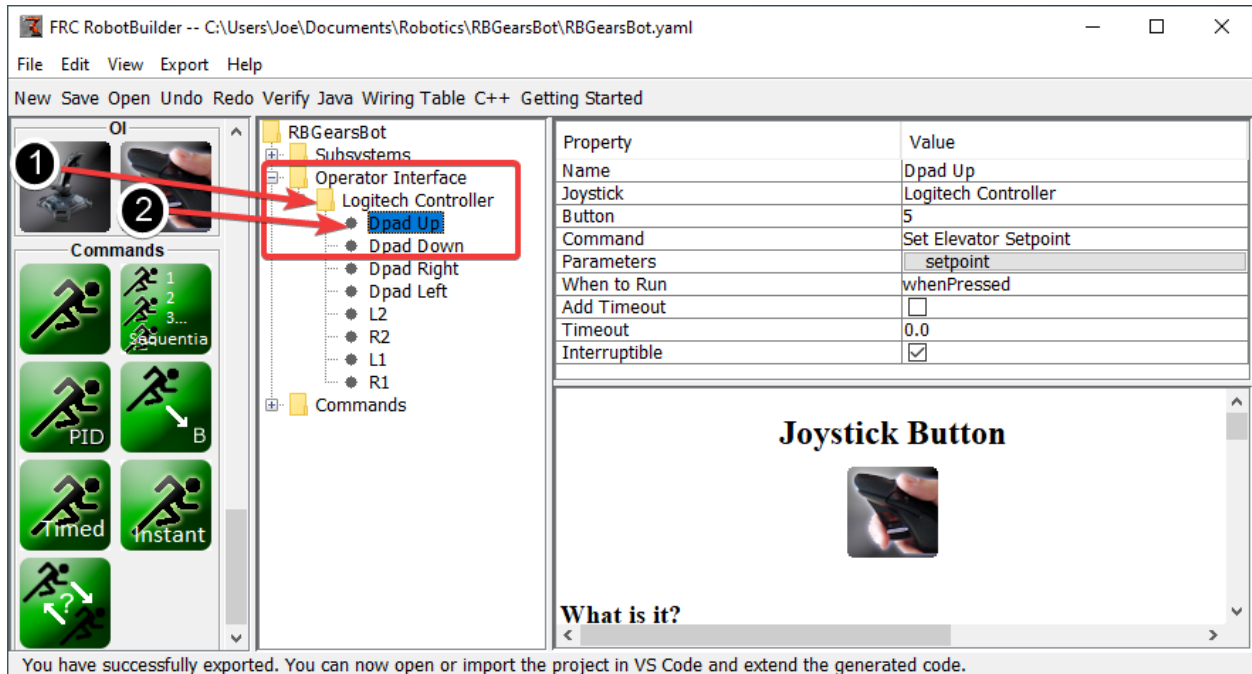 FRC RobotBuilder -- C:\Users\Joe\Documents\Robotics\RBGearsBot\RBGearsBot.yaml
File Edit View Export Help
New Save Open Undo Redo Verify Java Wiring Table C++ Getting Started
OI
1
2
Commands
1
2
3...
Sequentia
PID
B
Timed
Instant
?
RBGearsBot
Subsystems
Operator Interface
Logitech Controller
Dpad Up
Dpad Down
Dpad Right
Dpad Left
L2
R2
L1
R1
Commands
Property Value
Name Dpad Up
Joystick Logitech Controller
Button 5
Command Set Elevator Setpoint
Parameters setpoint
When to Run whenPressed
Add Timeout
Timeout 0.0
Interruptible
Joystick Button
What is it?
You have successfully exported. You can now open or import the project in VS Code and extend the generated code.